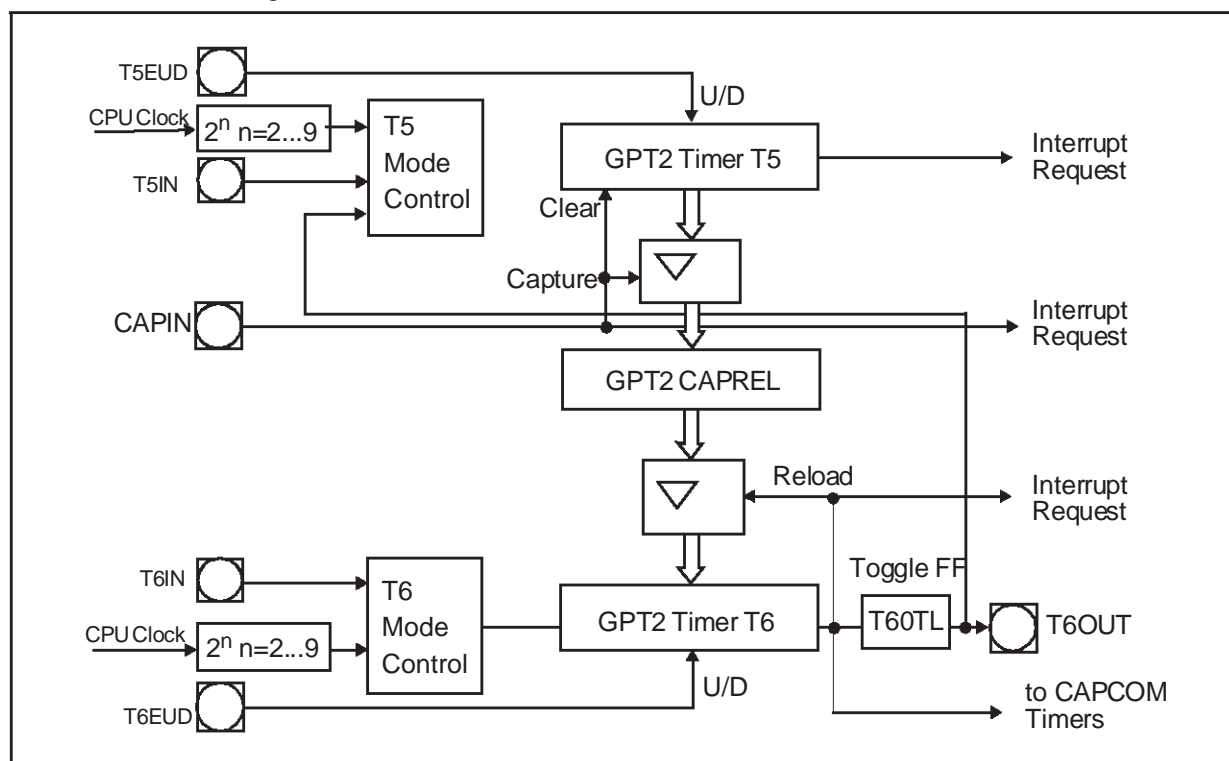 T5EUD
U/D
CPU Clock
2ⁿ n=2...9
T5
Mode
Control
GPT2 Timer T5
Interrupt
Request
T5IN
Clear
Capture
CAPIN
Interrupt
Request
GPT2 CAPREL
Reload
Interrupt
Request
T6IN
T6
Mode
Control
Toggle FF
GPT2 Timer T6
T60TL
T6OUT
CPU Clock
2ⁿ n=2...9
U/D
T6EUD
to CAPCOM
Timers